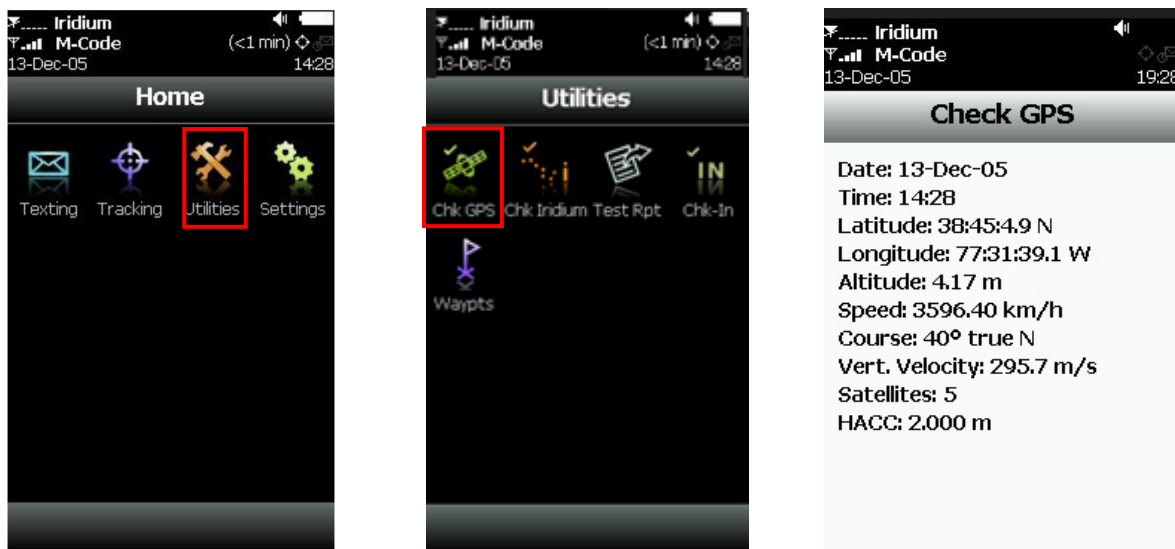 Iridium
M-Code (<1 min)
13-Dec-05 14:28
Home
Texting Tracking Utilities Settings
Iridium
M-Code (<1 min)
13-Dec-05 14:28
Utilities
Chk GPS Chk Iridium Test Rpt Chk-In
IN
Waypts
Iridium
M-Code
13-Dec-05 19:28
Check GPS
Date: 13-Dec-05
Time: 14:28
Latitude: 38:45:4.9 N
Longitude: 77:31:39.1 W
Altitude: 4.17 m
Speed: 3596.40 km/h
Course: 40º true N
Vert. Velocity: 295.7 m/s
Satellites: 5
HACC: 2.000 m